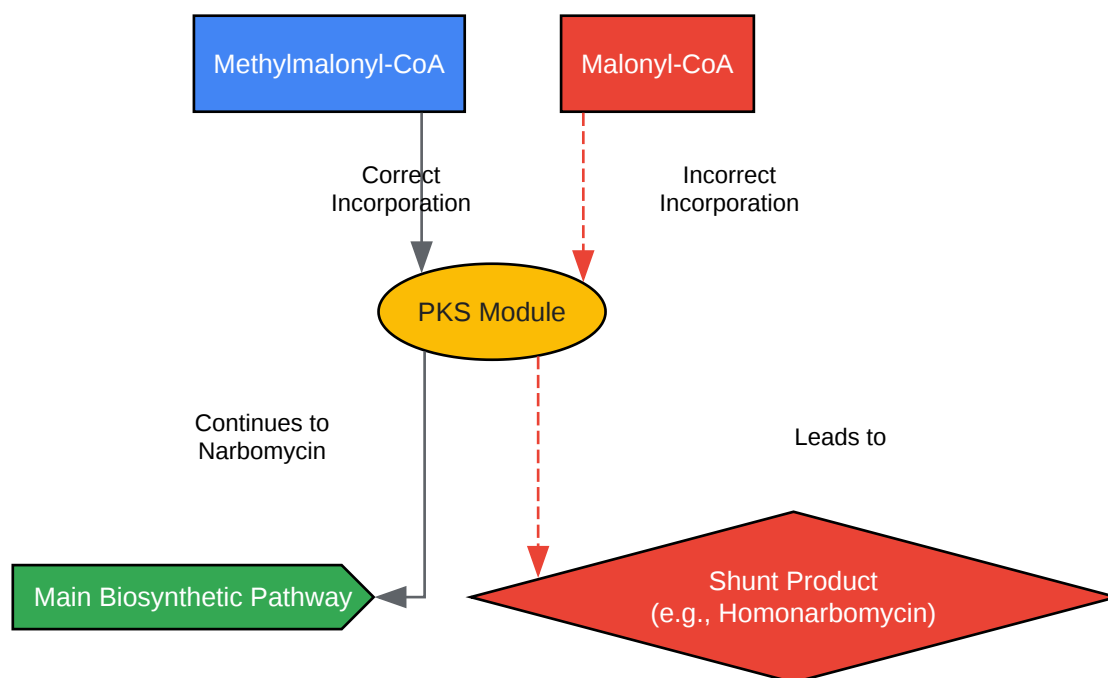 Methylmalonyl-CoA
Malonyl-CoA
Correct
Incorporation
Incorrect
Incorporation
PKS Module
Continues to
Narbomycin
Leads to
Main Biosynthetic Pathway
Shunt Product
(e.g., Homonarbomycin)